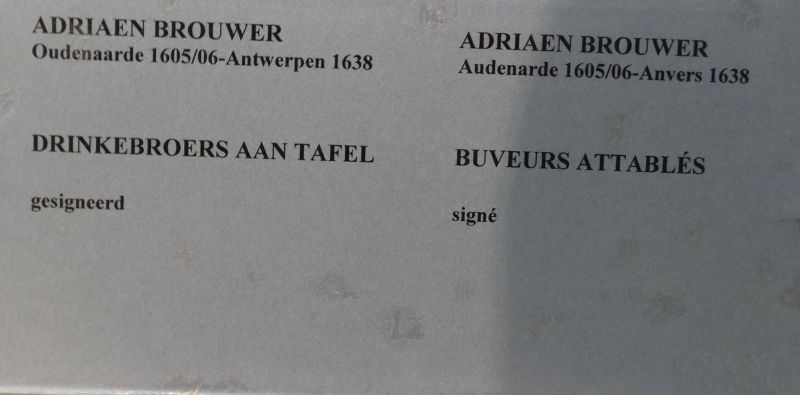 ADRIAEN BROUWER
Oudenaarde 1605/06-Antwerpen 1638
DRINKEBROERS AAN TAFEL
gesigneerd
ADRIAEN BROUWER
Audenarde 1605/06-Anvers 1638
BUVEURS ATTABLÉS
signé